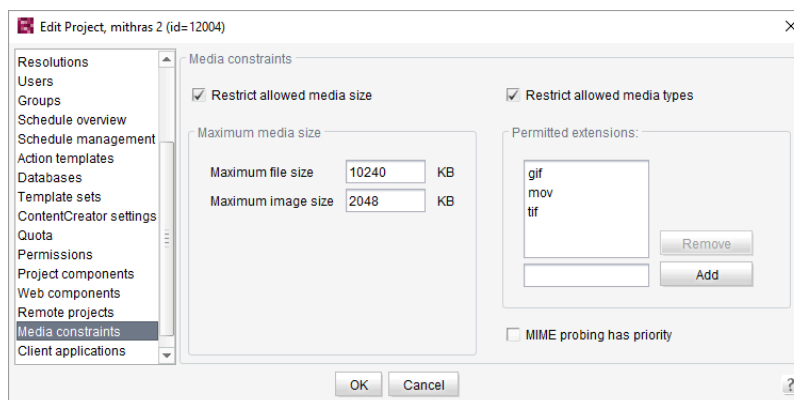 Edit Project, mithras 2 (id=12004)
Resolutions
Users
Groups
Schedule overview
Schedule management
Action templates
Databases
Template sets
ContentCreator settings
Quota
Permissions
Project components
Web components
Remote projects
Media constraints
Client applications
Media constraints
Restrict allowed media size
Restrict allowed media types
Maximum media size
Maximum file size 10240 KB
Maximum image size 2048 KB
Permitted extensions:
gif
mov
tif
Remove
Add
MIME probing has priority
OK Cancel
?